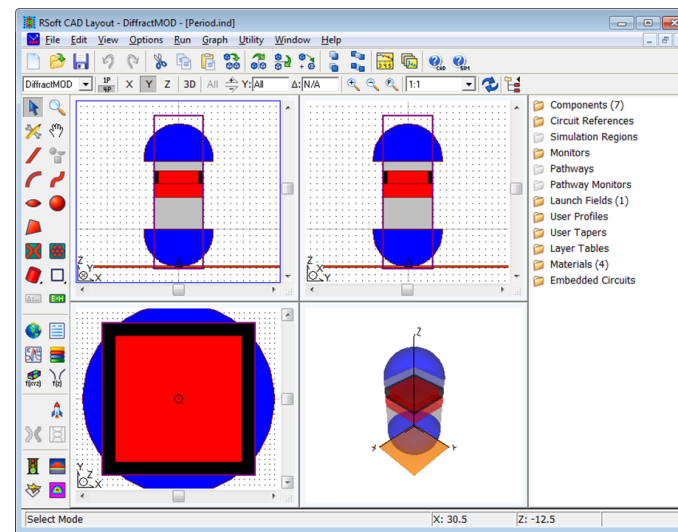 RSoft CAD Layout - DiffractMOD - [Period.ind]
File Edit View Options Run Graph Utility Window Help
DiffractMOD 1P X Y Z 3D All Y: All Δ: N/A 1:1
Components (7)
Circuit References
Simulation Regions
Monitors
Pathways
Pathway Monitors
Launch Fields (1)
User Profiles
User Tapers
Layer Tables
Materials (4)
Embedded Circuits
Z
Y
X
Z
X
Y
Y
Z
X
Z
X
Y
f(xyz) f(z)
Select Mode X: 30.5 Z: -12.5